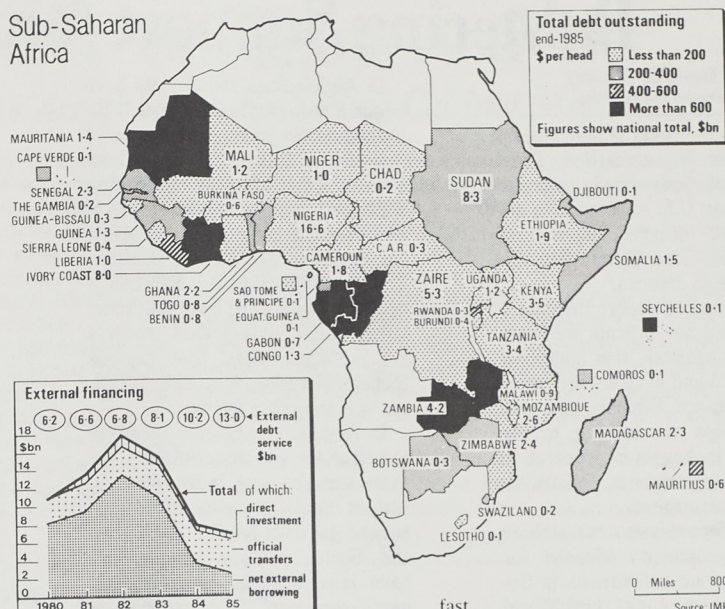 Sub-Saharan
Africa
Total debt outstanding
end-1985
$ per head
Less than 200
200-400
400-600
More than 600
Figures show national total, $bn
MAURITANIA 1·4
CAPE VERDE 0·1
SENEGAL 2·3
THE GAMBIA 0·2
GUINEA-BISSAU 0·3
GUINEA 1·3
SIERRA LEONE 0·4
LIBERIA 1·0
IVORY COAST 8·0
GHANA 2·2
TOGO 0·8
BENIN 0·8
MALI
1·2
BURKINA FASO
0·6
NIGER
1·0
NIGERIA
16·6
CHAD
0·2
CAMEROUN
1·8
C.A.R. 0·3
SUDAN
8·3
DJIBOUTI 0·1
ETHIOPIA
1·9
SOMALIA 1·5
SAO TOME
& PRINCIPE 0·1
EQUAT. GUINEA
0·1
GABON 0·7
CONGO 1·3
ZAIRE
5·3
UGANDA
1·2
KENYA
3·5
RWANDA 0·3
BURUNDI 0·4
TANZANIA
3·4
SEYCHELLES 0·1
COMOROS 0·1
ZAMBIA 4·2
MALAWI 0·9
MOZAMBIQUE
2·6
ZIMBABWE 2·4
MADAGASCAR 2·3
BOTSWANA 0·3
MAURITIUS 0·6
SWAZILAND 0·2
LESOTHO 0·1
External financing
6·2 6·6 6·8 8·1 10·2 13·0
External
debt
service
$bn
18
$bn
14
12
10
8
6
4
2
0
1980 81 82 83 84 85
Total of which:
direct
investment
official
transfers
net external
borrowing
fast
0 Miles 800
Source IMF